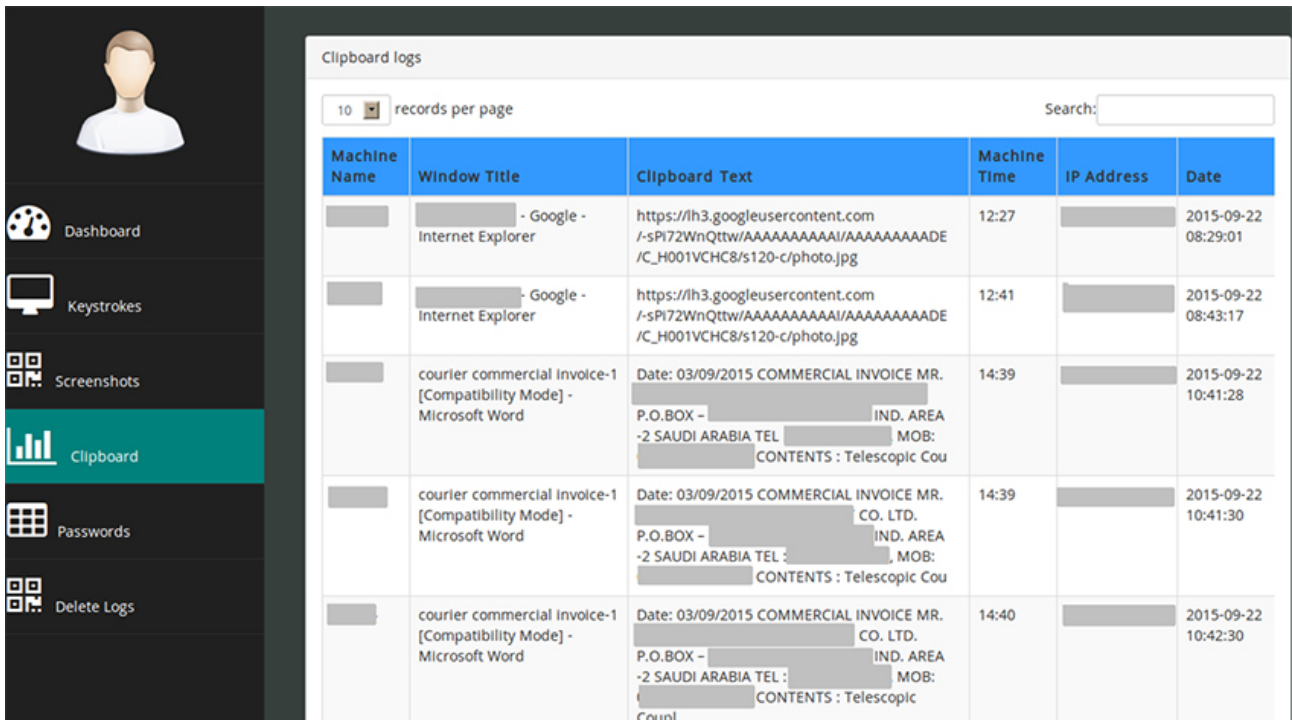 Clipboard logs
10 records per page
Search:
Machine Name
Window Title
Clipboard Text
Machine Time
IP Address
Date
Dashboard
Keystrokes
Screenshots
Clipboard
Passwords
Delete Logs
- Google -
Internet Explorer
https://lh3.googleusercontent.com
/-sPi72WnQttw/AAAAAAAAAAI/AAAAAAAAADE
/C_H001VCHC8/s120-c/photo.jpg
12:27
2015-09-22
08:29:01
- Google -
Internet Explorer
https://lh3.googleusercontent.com
/-sPi72WnQttw/AAAAAAAAAAI/AAAAAAAAADE
/C_H001VCHC8/s120-c/photo.jpg
12:41
2015-09-22
08:43:17
courier commercial invoice-1
[Compatibility Mode] -
Microsoft Word
Date: 03/09/2015 COMMERCIAL INVOICE MR.
P.O.BOX – IND. AREA
-2 SAUDI ARABIA TEL MOB:
CONTENTS : Telescopic Cou
14:39
2015-09-22
10:41:28
courier commercial invoice-1
[Compatibility Mode] -
Microsoft Word
Date: 03/09/2015 COMMERCIAL INVOICE MR.
CO. LTD.
P.O.BOX – IND. AREA
-2 SAUDI ARABIA TEL : , MOB:
CONTENTS : Telescopic Cou
14:39
2015-09-22
10:41:30
courier commercial invoice-1
[Compatibility Mode] -
Microsoft Word
Date: 03/09/2015 COMMERCIAL INVOICE MR.
CO. LTD.
P.O.BOX – IND. AREA
-2 SAUDI ARABIA TEL : MOB:
CONTENTS : Telescopic
Coupl
14:40
2015-09-22
10:42:30